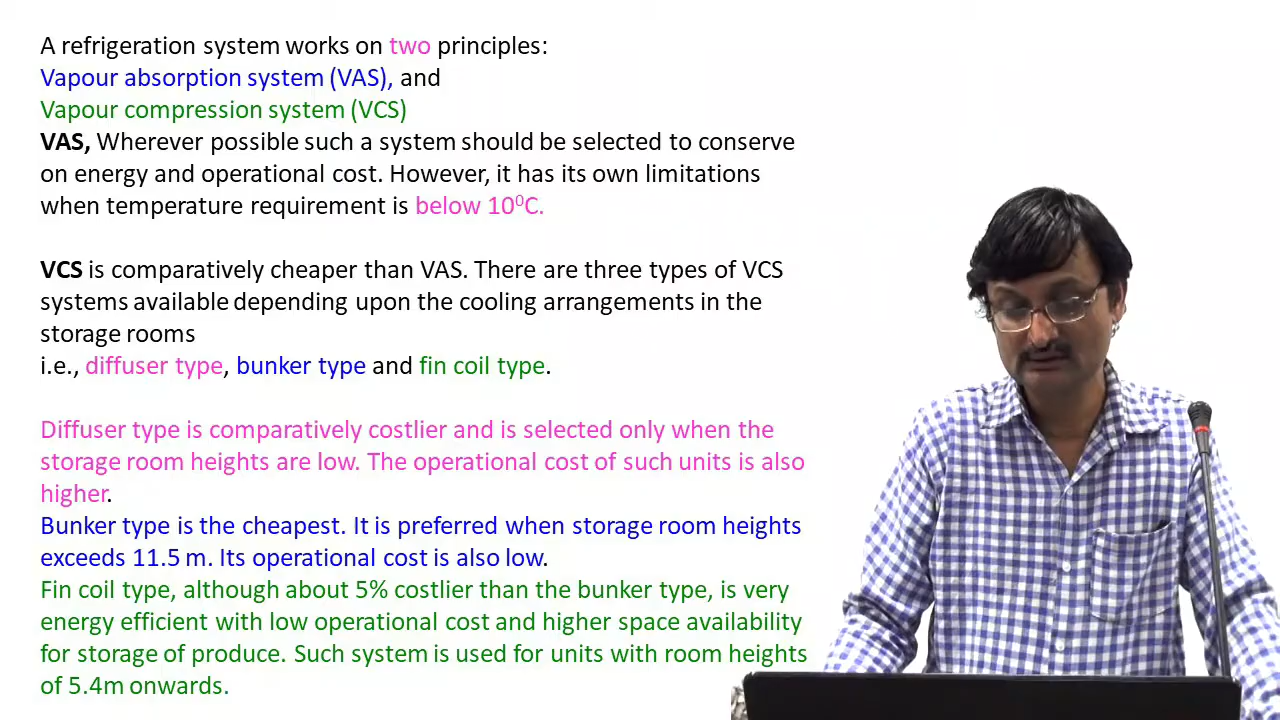 A refrigeration system works on two principles:
Vapour absorption system (VAS), and
Vapour compression system (VCS)
VAS, Wherever possible such a system should be selected to conserve
on energy and operational cost. However, it has its own limitations
when temperature requirement is below 10⁰C.
VCS is comparatively cheaper than VAS. There are three types of VCS
systems available depending upon the cooling arrangements in the
storage rooms
i.e., diffuser type, bunker type and fin coil type.
Diffuser type is comparatively costlier and is selected only when the
storage room heights are low. The operational cost of such units is also
higher.
Bunker type is the cheapest. It is preferred when storage room heights
exceeds 11.5 m. Its operational cost is also low.
Fin coil type, although about 5% costlier than the bunker type, is very
energy efficient with low operational cost and higher space availability
for storage of produce. Such system is used for units with room heights
of 5.4m onwards.